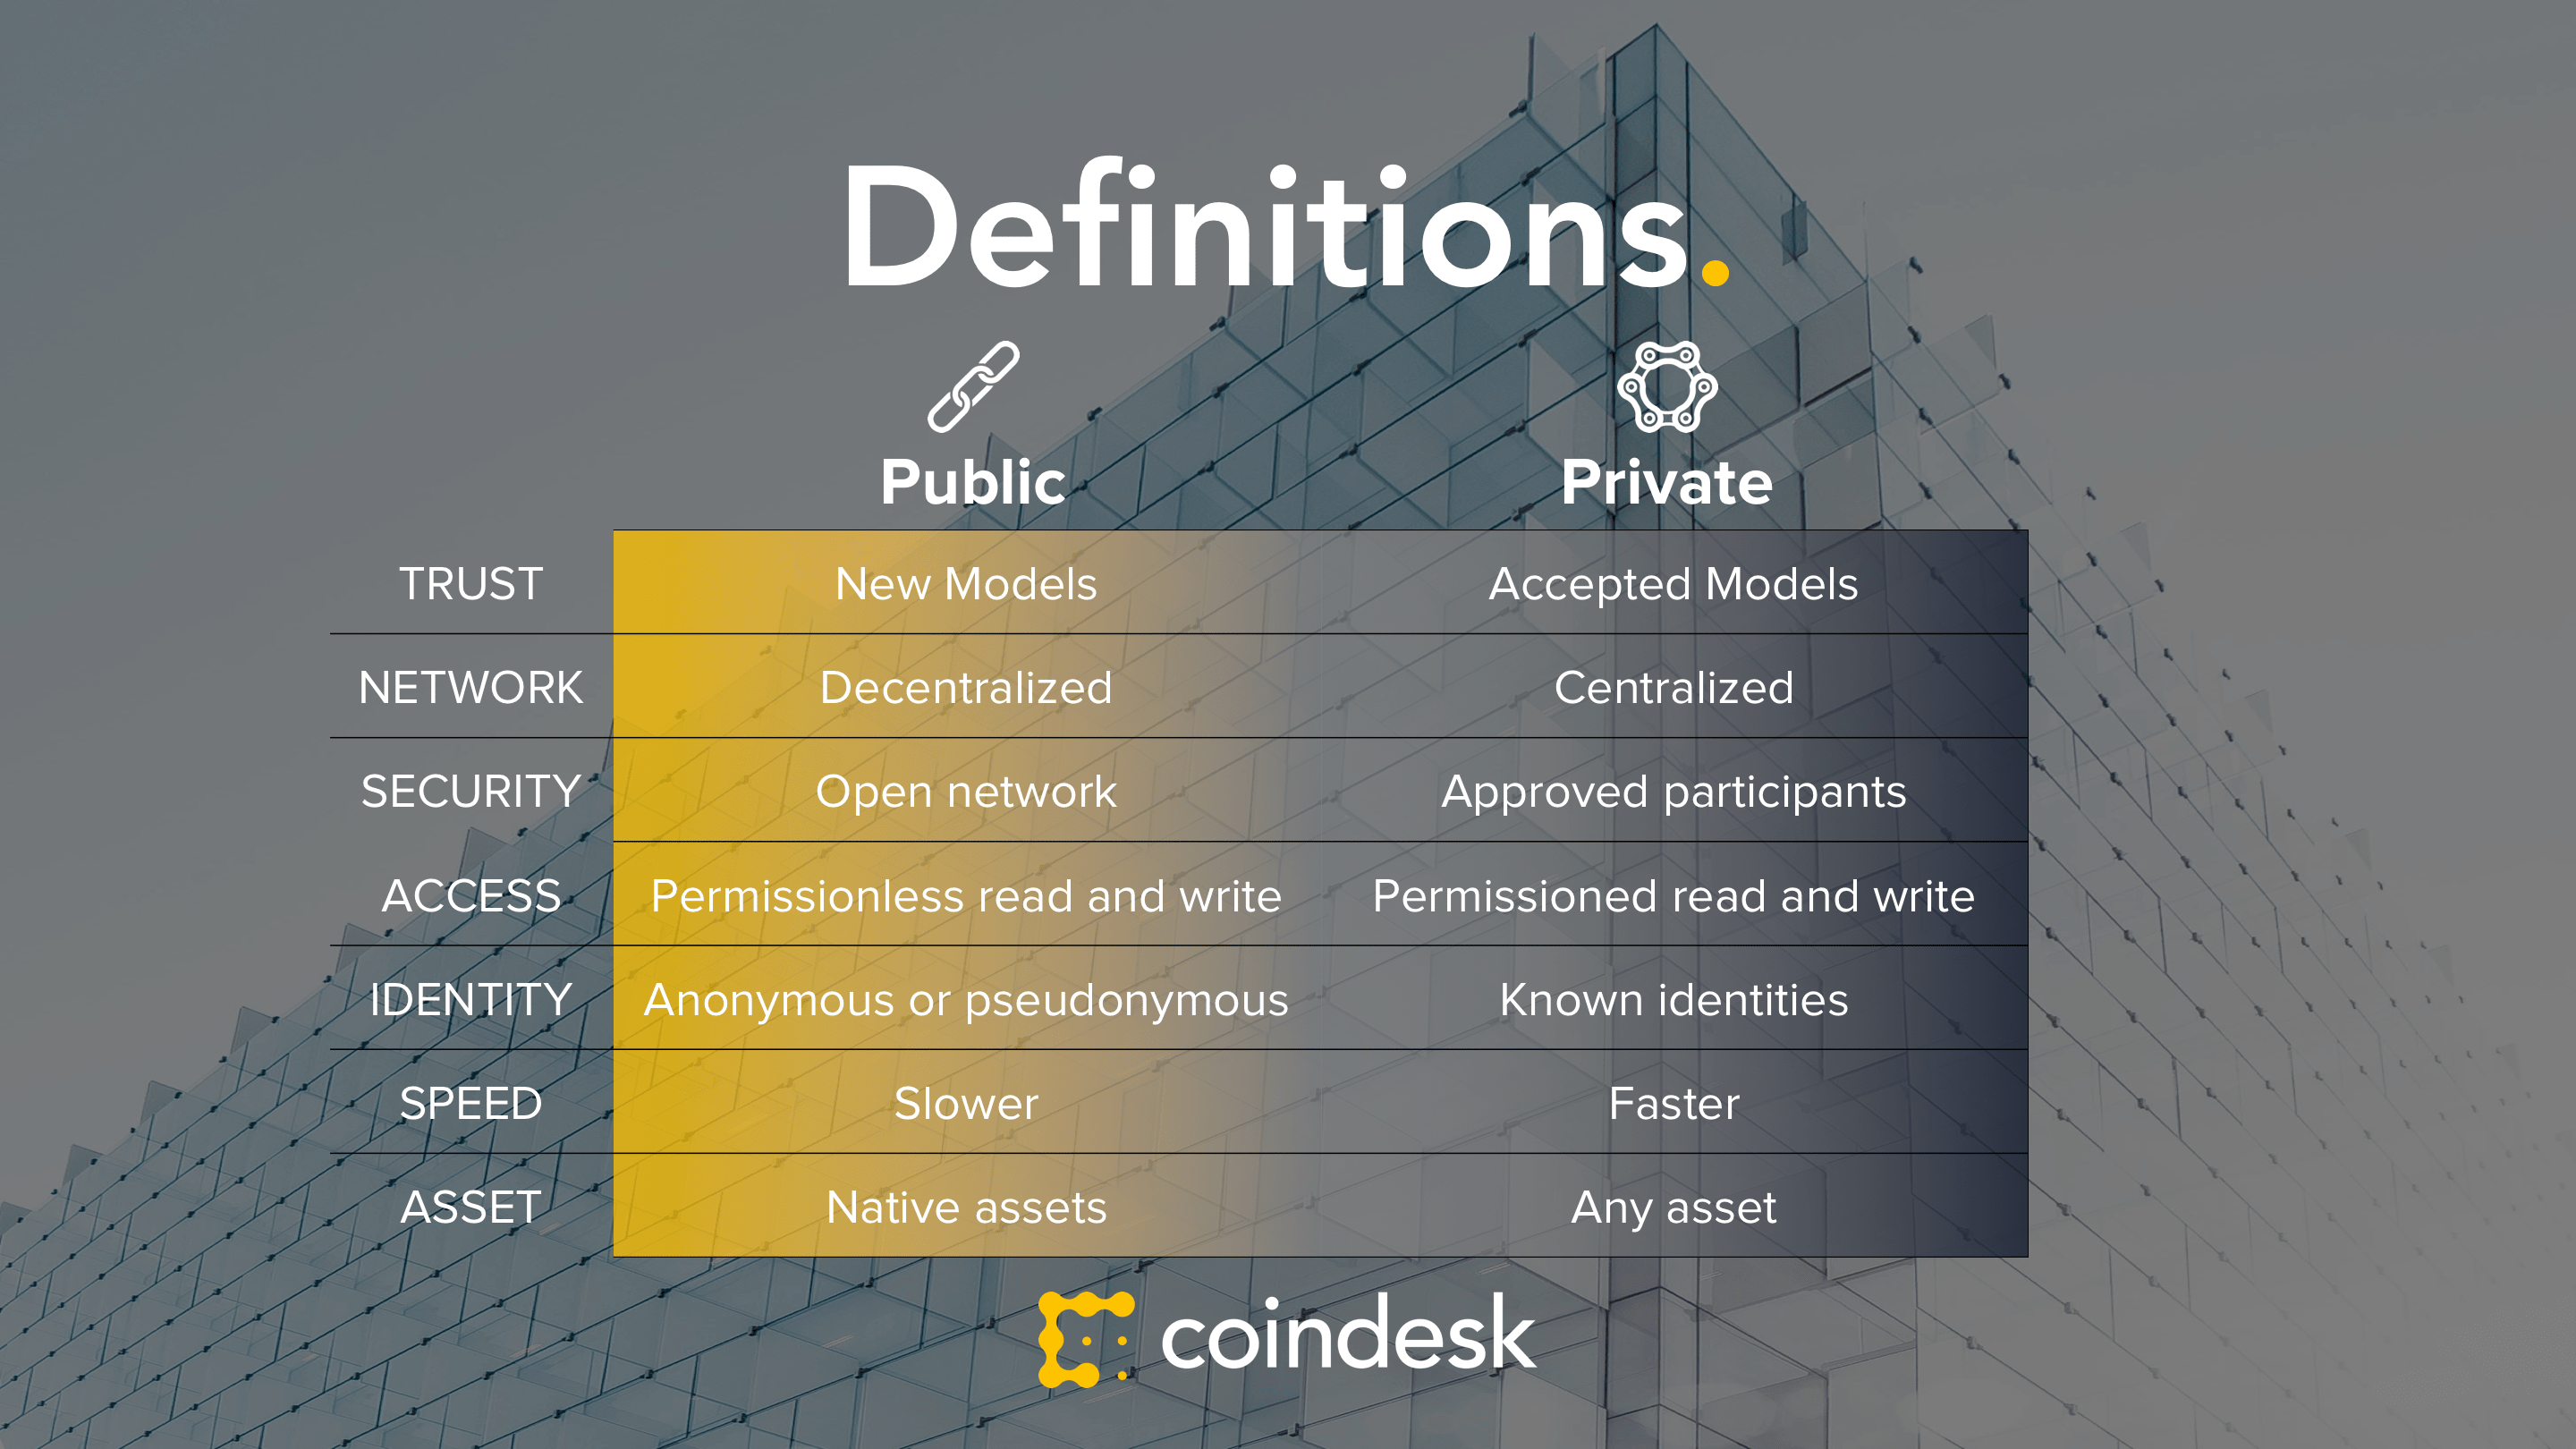 Definitions.
Public Private
TRUST New Models Accepted Models
NETWORK Decentralized Centralized
SECURITY Open network Approved participants
ACCESS Permissionless read and write Permissioned read and write
IDENTITY Anonymous or pseudonymous Known identities
SPEED Slower Faster
ASSET Native assets Any asset
coindesk